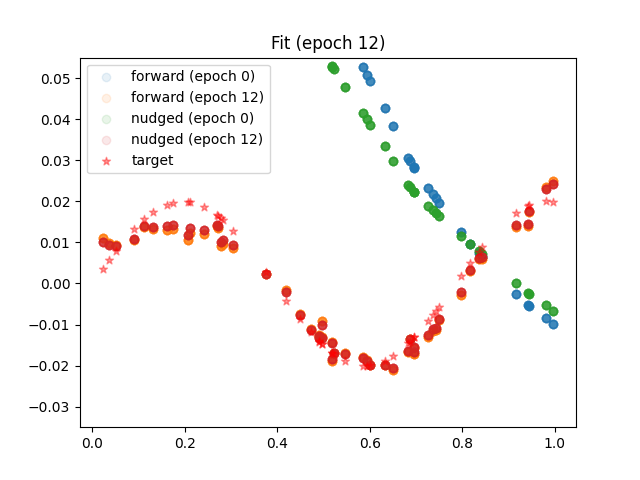 Fit (epoch 12)
forward (epoch 0)
forward (epoch 12)
nudged (epoch 0)
nudged (epoch 12)
target
0.05
0.04
0.03
0.02
0.01
0.00
−0.01
−0.02
−0.03
0.0 0.2 0.4 0.6 0.8 1.0